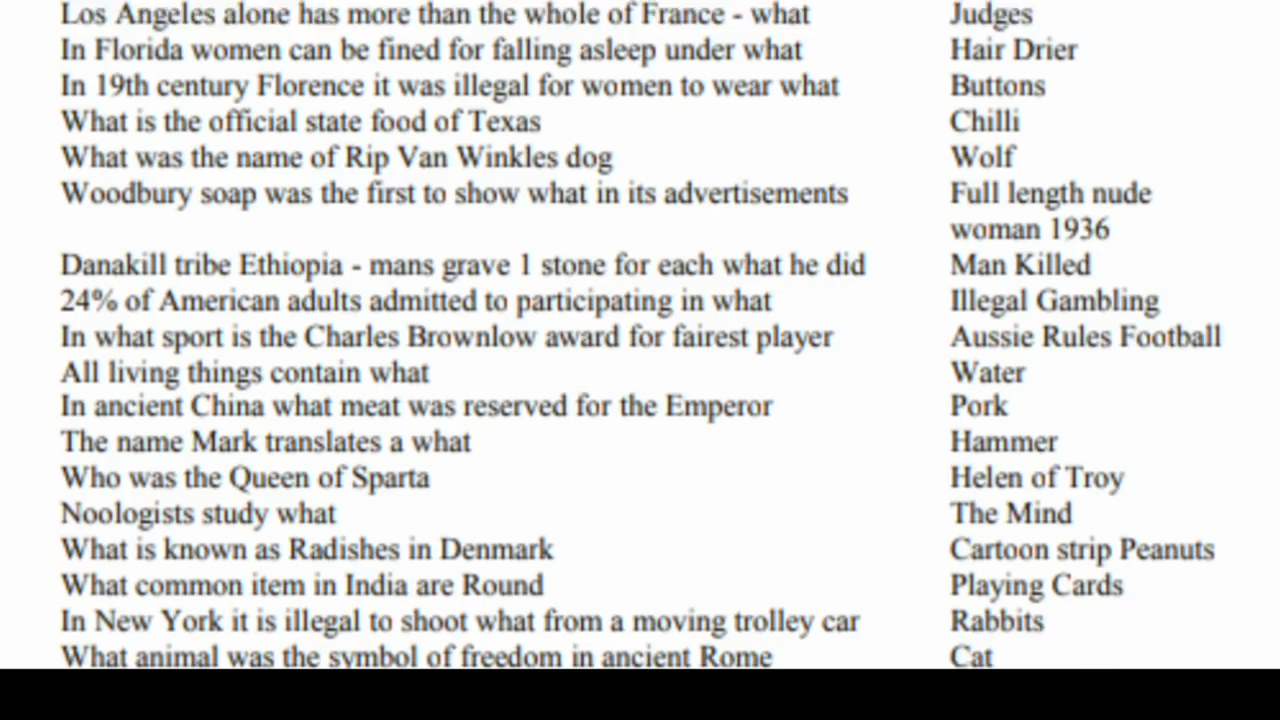 Los Angeles alone has more than the whole of France - what Judges
In Florida women can be fined for falling asleep under what Hair Drier
In 19th century Florence it was illegal for women to wear what Buttons
What is the official state food of Texas Chilli
What was the name of Rip Van Winkles dog Wolf
Woodbury soap was the first to show what in its advertisements Full length nude
woman 1936
Danakill tribe Ethiopia - mans grave 1 stone for each what he did Man Killed
24% of American adults admitted to participating in what Illegal Gambling
In what sport is the Charles Brownlow award for fairest player Aussie Rules Football
All living things contain what Water
In ancient China what meat was reserved for the Emperor Pork
The name Mark translates a what Hammer
Who was the Queen of Sparta Helen of Troy
Noologists study what The Mind
What is known as Radishes in Denmark Cartoon strip Peanuts
What common item in India are Round Playing Cards
In New York it is illegal to shoot what from a moving trolley car Rabbits
What animal was the symbol of freedom in ancient Rome Cat